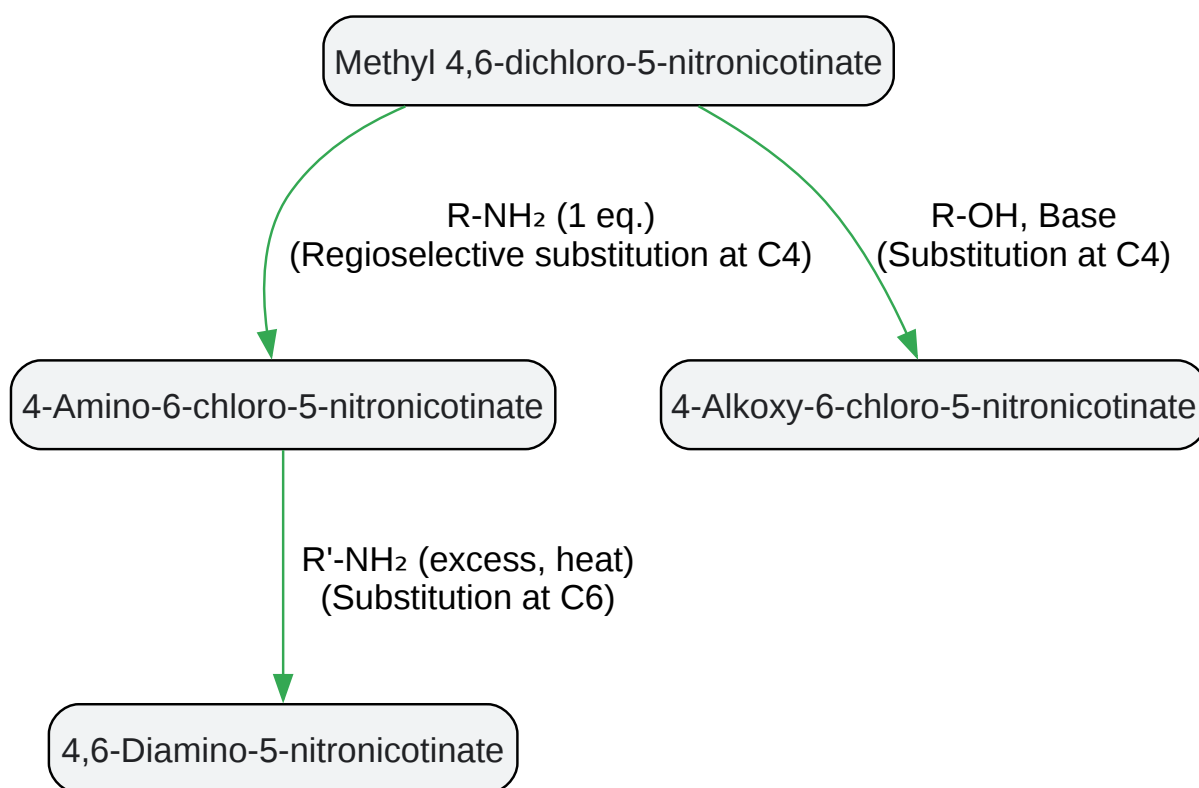 Methyl 4,6-dichloro-5-nitronicotinate
R-NH₂ (1 eq.)
(Regioselective substitution at C4)
R-OH, Base
(Substitution at C4)
4-Amino-6-chloro-5-nitronicotinate
4-Alkoxy-6-chloro-5-nitronicotinate
R'-NH₂ (excess, heat)
(Substitution at C6)
4,6-Diamino-5-nitronicotinate